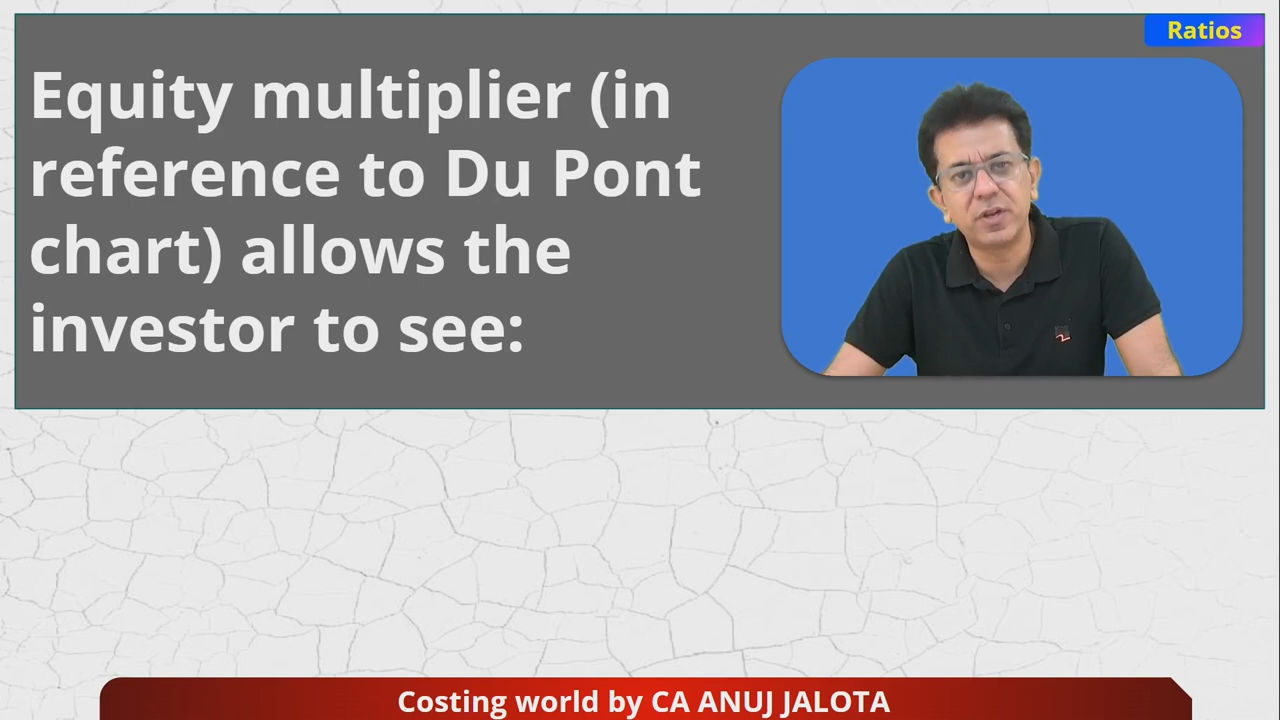 Ratios
Equity multiplier (in
reference to Du Pont
chart) allows the
investor to see:
Costing world by CA ANUJ JALOTA